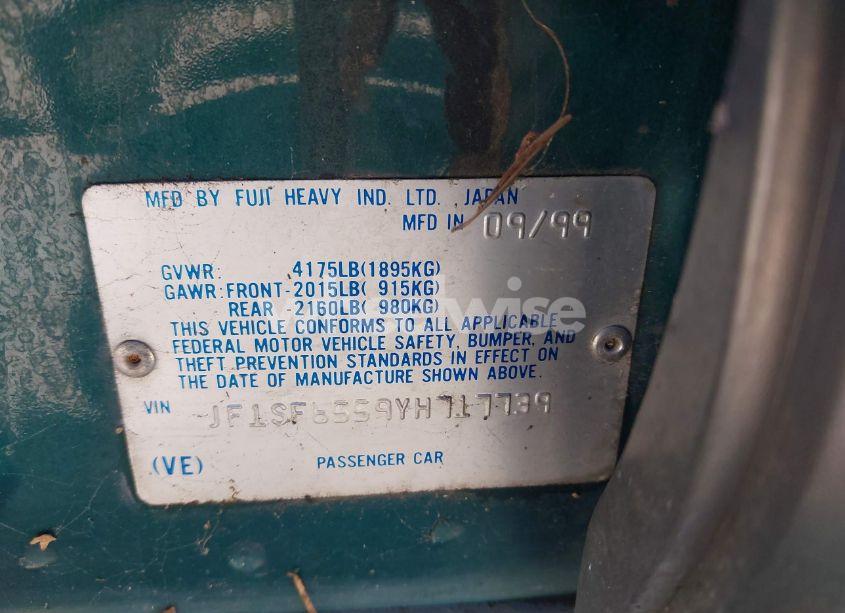 MFD BY FUJI HEAVY IND. LTD. JAPAN
MFD IN 09/99
GVWR: 4175LB(1895KG)
GAWR:FRONT-2015LB( 915KG)
REAR -2160LB( 980KG)
THIS VEHICLE CONFORMS TO ALL APPLICABLE
FEDERAL MOTOR VEHICLE SAFETY, BUMPER, AND
THEFT PREVENTION STANDARDS IN EFFECT ON
THE DATE OF MANUFACTURE SHOWN ABOVE.
VIN JF1SF6559YH717739
(VE) PASSENGER CAR